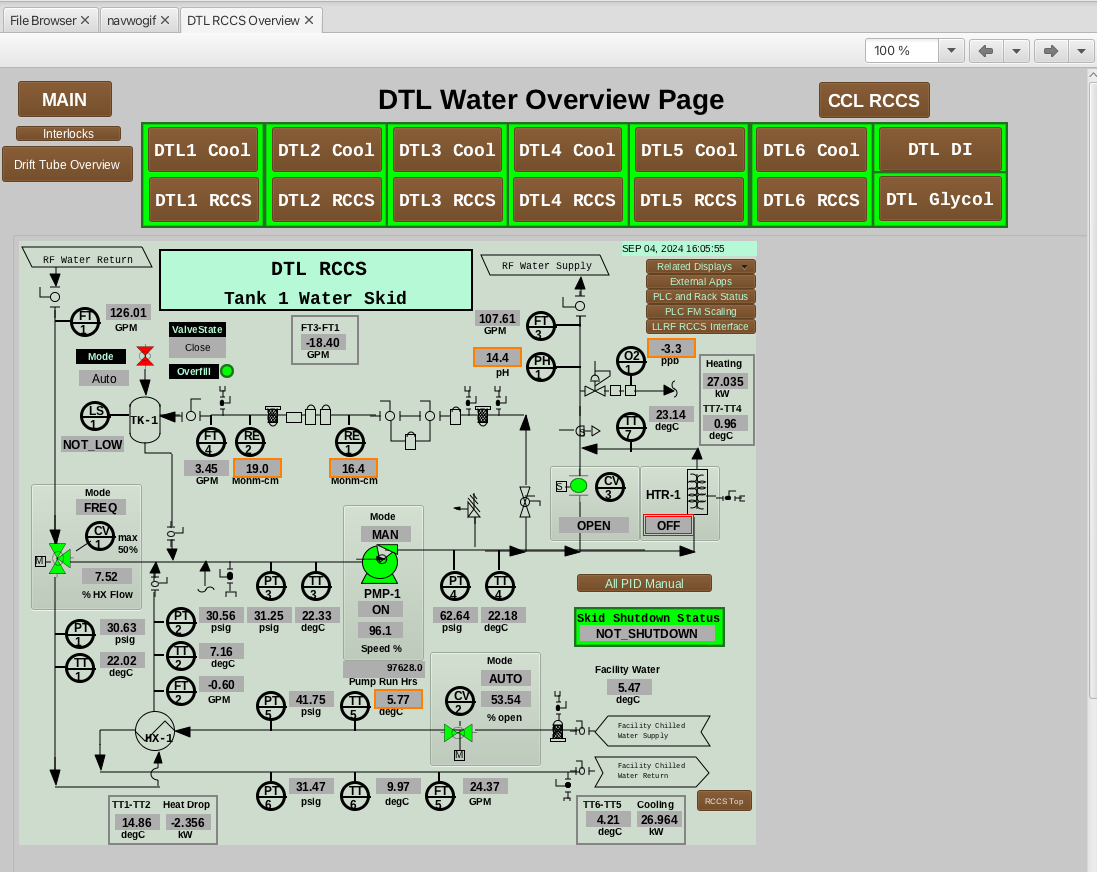 File Browser
navwogif
DTL RCCS Overview
100 %
MAIN
DTL Water Overview Page
CCL RCCS
Interlocks
Drift Tube Overview
DTL1 Cool
DTL2 Cool
DTL3 Cool
DTL4 Cool
DTL5 Cool
DTL6 Cool
DTL DI
DTL1 RCCS
DTL2 RCCS
DTL3 RCCS
DTL4 RCCS
DTL5 RCCS
DTL6 RCCS
DTL Glycol
SEP 04, 2024 16:05:55
RF Water Return
DTL RCCS
Tank 1 Water Skid
RF Water Supply
Related Displays
External Apps
PLC and Rack Status
PLC FM Scaling
LLRF RCCS Interface
FT
1
126.01
GPM
ValveState
Close
Overfill
Mode
Auto
FT3-FT1
-18.40
GPM
107.61
GPM
FT
3
14.4
pH
PH
1
O2
1
-3.3
ppb
Heating
27.035
kW
TT7-TT4
0.96
degC
LS
1
NOT_LOW
TK-1
FT
4
3.45
GPM
RE
2
19.0
Mohm-cm
RE
1
16.4
Mohm-cm
TT
7
23.14
degC
S
CV
3
OPEN
HTR-1
OFF
Mode
FREQ
CV
1
max
50%
M
7.52
% HX Flow
Mode
MAN
PMP-1
ON
96.1
Speed %
97628.0
Pump Run Hrs
PT
3
31.25
psig
TT
3
22.33
degC
PT
4
62.64
psig
TT
4
22.18
degC
All PID Manual
Skid Shutdown Status
NOT_SHUTDOWN
PT
1
30.63
psig
TT
1
22.02
degC
PT
2
30.56
psig
TT
2
7.16
degC
FT
2
-0.60
GPM
PT
5
41.75
psig
TT
5
5.77
degC
Mode
AUTO
CV
2
53.54
% open
M
Facility Water
5.47
degC
Facility Chilled
Water Supply
HX-1
Facility Chilled
Water Return
PT
6
31.47
psig
TT
6
9.97
degC
FT
5
24.37
GPM
RCCS Top
TT1-TT2
Heat Drop
14.86
degC
-2.356
kW
TT6-TT5
Cooling
4.21
degC
26.964
kW